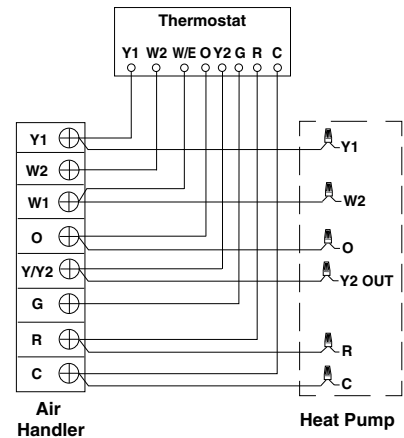 Thermostat
Y1 W2 W/E O Y2 G R C
Y1
W2
W1
O
Y/Y2
G
R
C
Air
Handler
Y1
W2
O
Y2 OUT
R
C
Heat Pump